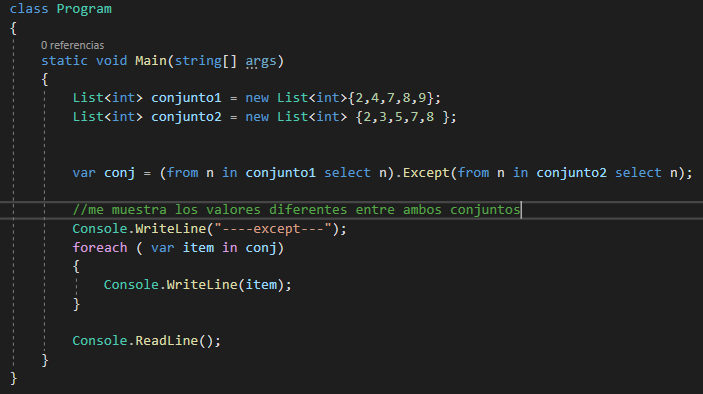 class Program
{
0 referencias
static void Main(string[] args)
{
List<int> conjunto1 = new List<int>{2,4,7,8,9};
List<int> conjunto2 = new List<int> {2,3,5,7,8 };
var conj = (from n in conjunto1 select n).Except(from n in conjunto2 select n);
//me muestra los valores diferentes entre ambos conjuntos
Console.WriteLine("----except---");
foreach ( var item in conj)
{
Console.WriteLine(item);
}
Console.ReadLine();
}
}